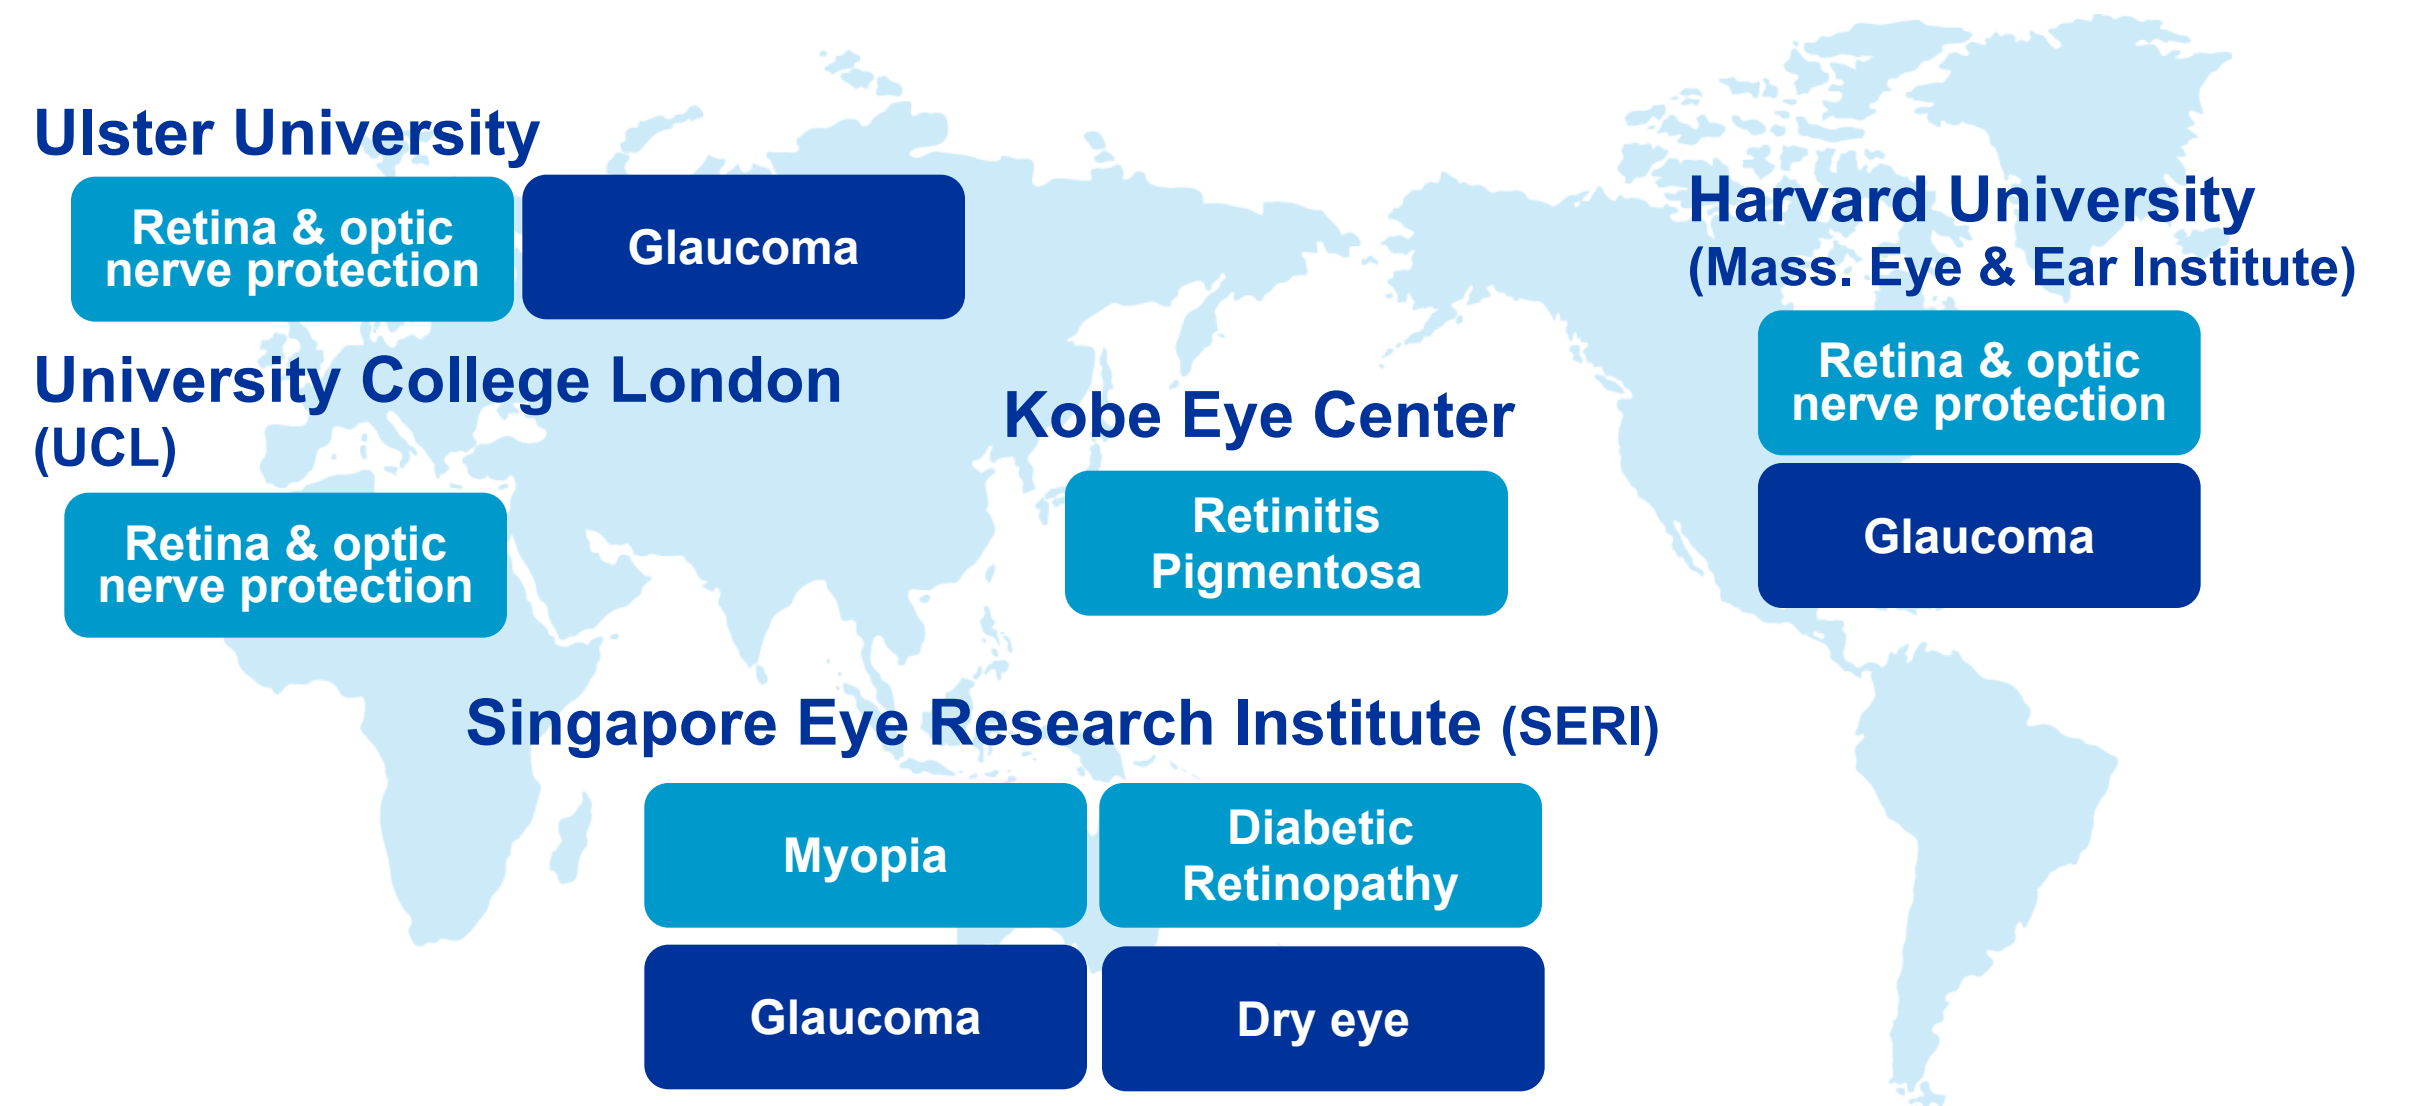 Ulster University
Retina & optic
nerve protection
Glaucoma
University College London
(UCL)
Retina & optic
nerve protection
Kobe Eye Center
Retinitis
Pigmentosa
Harvard University
(Mass. Eye & Ear Institute)
Retina & optic
nerve protection
Glaucoma
Singapore Eye Research Institute (SERI)
Myopia
Diabetic
Retinopathy
Glaucoma
Dry eye